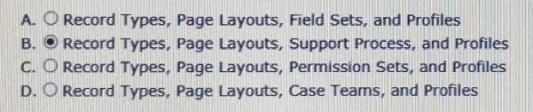 A. Record Types, Page Layouts, Field Sets, and Profiles
B. Record Types, Page Layouts, Support Process, and Profiles
C. Record Types, Page Layouts, Permission Sets, and Profiles
D. Record Types, Page Layouts, Case Teams, and Profiles